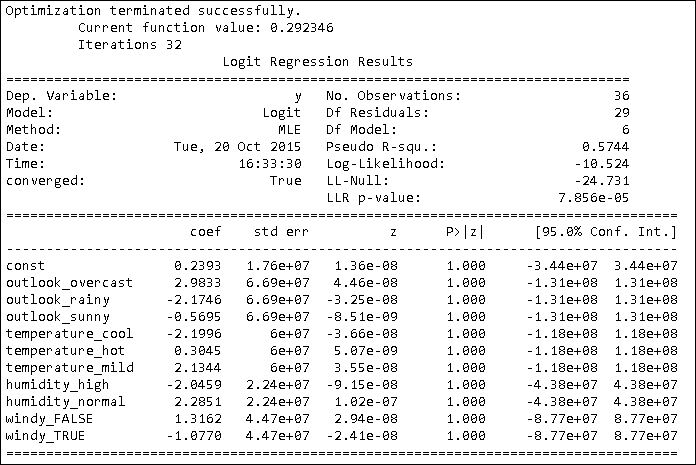 Optimization terminated successfully.
Current function value: 0.292346
Iterations 32
Logit Regression Results
==============================================================================
Dep. Variable: y No. Observations: 36
Model: Logit Df Residuals: 29
Method: MLE Df Model: 6
Date: Tue, 20 Oct 2015 Pseudo R-squ.: 0.5744
Time: 16:33:30 Log-Likelihood: -10.524
converged: True LL-Null: -24.731
LLR p-value: 7.856e-05
====================================================================================
coef std err z P>|z| [95.0% Conf. Int.]
------------------------------------------------------------------------------------
const 0.2393 1.76e+07 1.36e-08 1.000 -3.44e+07 3.44e+07
outlook_overcast 2.9833 6.69e+07 4.46e-08 1.000 -1.31e+08 1.31e+08
outlook_rainy -2.1746 6.69e+07 -3.25e-08 1.000 -1.31e+08 1.31e+08
outlook_sunny -0.5695 6.69e+07 -8.51e-09 1.000 -1.31e+08 1.31e+08
temperature_cool -2.1996 6e+07 -3.66e-08 1.000 -1.18e+08 1.18e+08
temperature_hot 0.3045 6e+07 5.07e-09 1.000 -1.18e+08 1.18e+08
temperature_mild 2.1344 6e+07 3.55e-08 1.000 -1.18e+08 1.18e+08
humidity_high -2.0459 2.24e+07 -9.15e-08 1.000 -4.38e+07 4.38e+07
humidity_normal 2.2851 2.24e+07 1.02e-07 1.000 -4.38e+07 4.38e+07
windy_FALSE 1.3162 4.47e+07 2.94e-08 1.000 -8.77e+07 8.77e+07
windy_TRUE -1.0770 4.47e+07 -2.41e-08 1.000 -8.77e+07 8.77e+07
====================================================================================